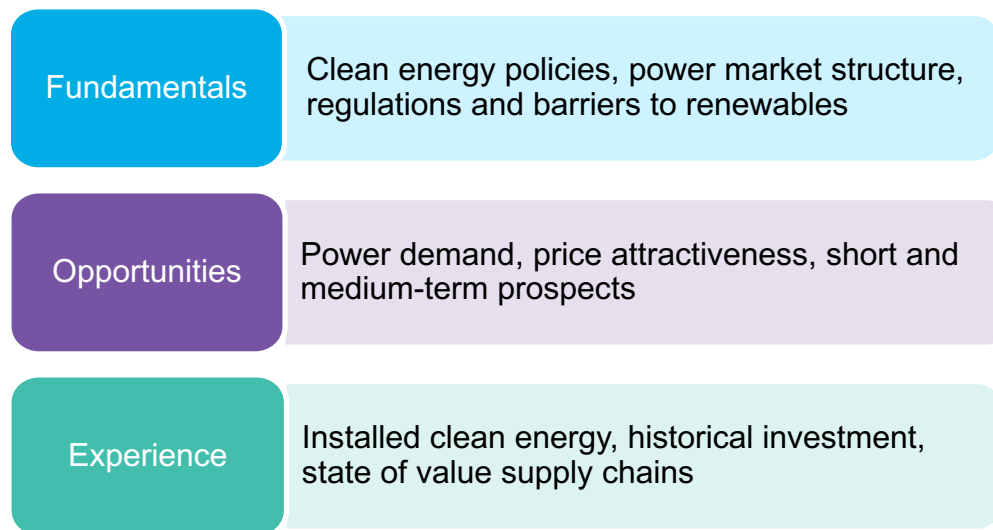 Fundamentals
Clean energy policies, power market structure,
regulations and barriers to renewables
Opportunities
Power demand, price attractiveness, short and
medium-term prospects
Experience
Installed clean energy, historical investment,
state of value supply chains